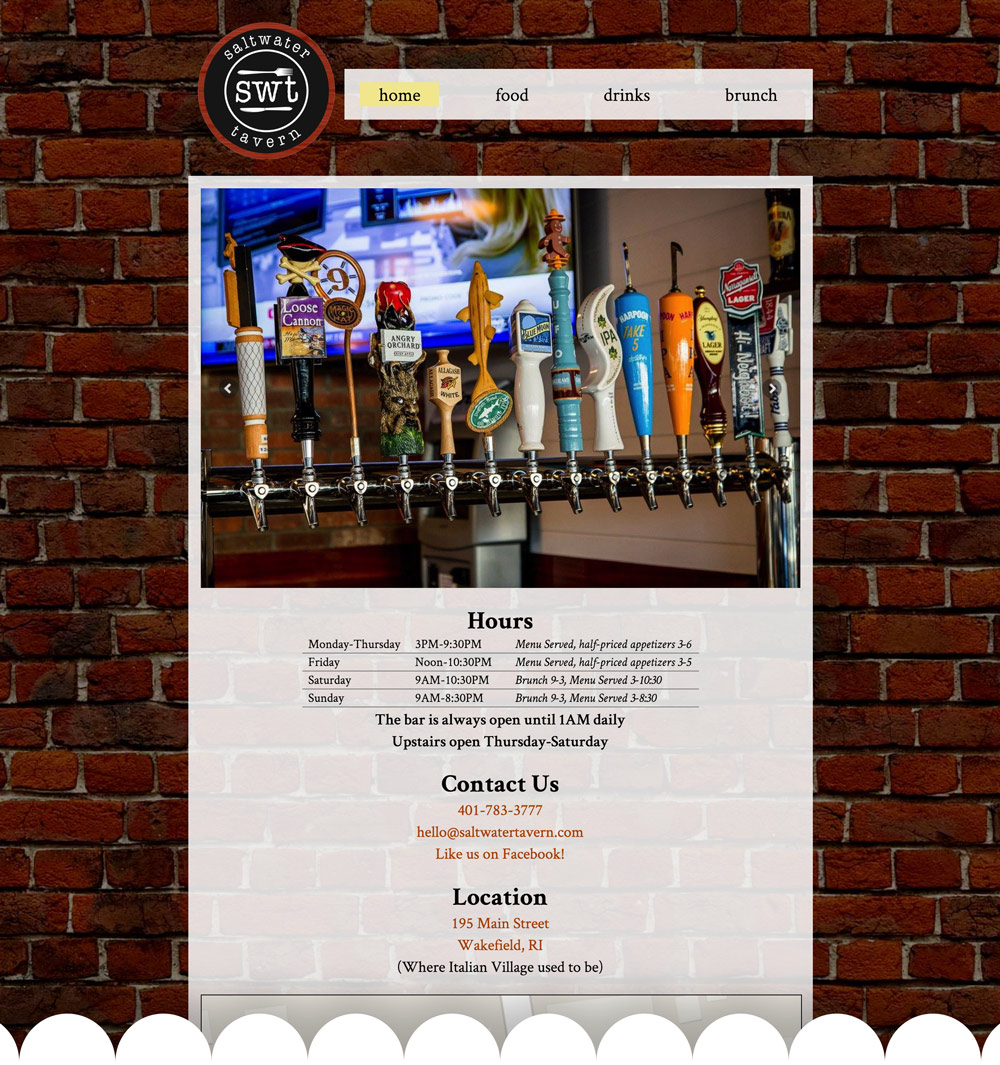 saltwater
swt
tavern
home food drinks brunch
Loose
Cannon
9
ANGRY
ORCHARD
ALLAGASH
WHITE
BLUE MOON
IPA
HARPOON
TAKE
5
Narragansett
LAGER
Yuengling
LAGER
Hi-Neighbor!
Hours
Monday-Thursday 3PM-9:30PM Menu Served, half-priced appetizers 3-6
Friday Noon-10:30PM Menu Served, half-priced appetizers 3-5
Saturday 9AM-10:30PM Brunch 9-3, Menu Served 3-10:30
Sunday 9AM-8:30PM Brunch 9-3, Menu Served 3-8:30
The bar is always open until 1AM daily
Upstairs open Thursday-Saturday
Contact Us
401-783-3777
hello@saltwatertavern.com
Like us on Facebook!
Location
195 Main Street
Wakefield, RI
(Where Italian Village used to be)